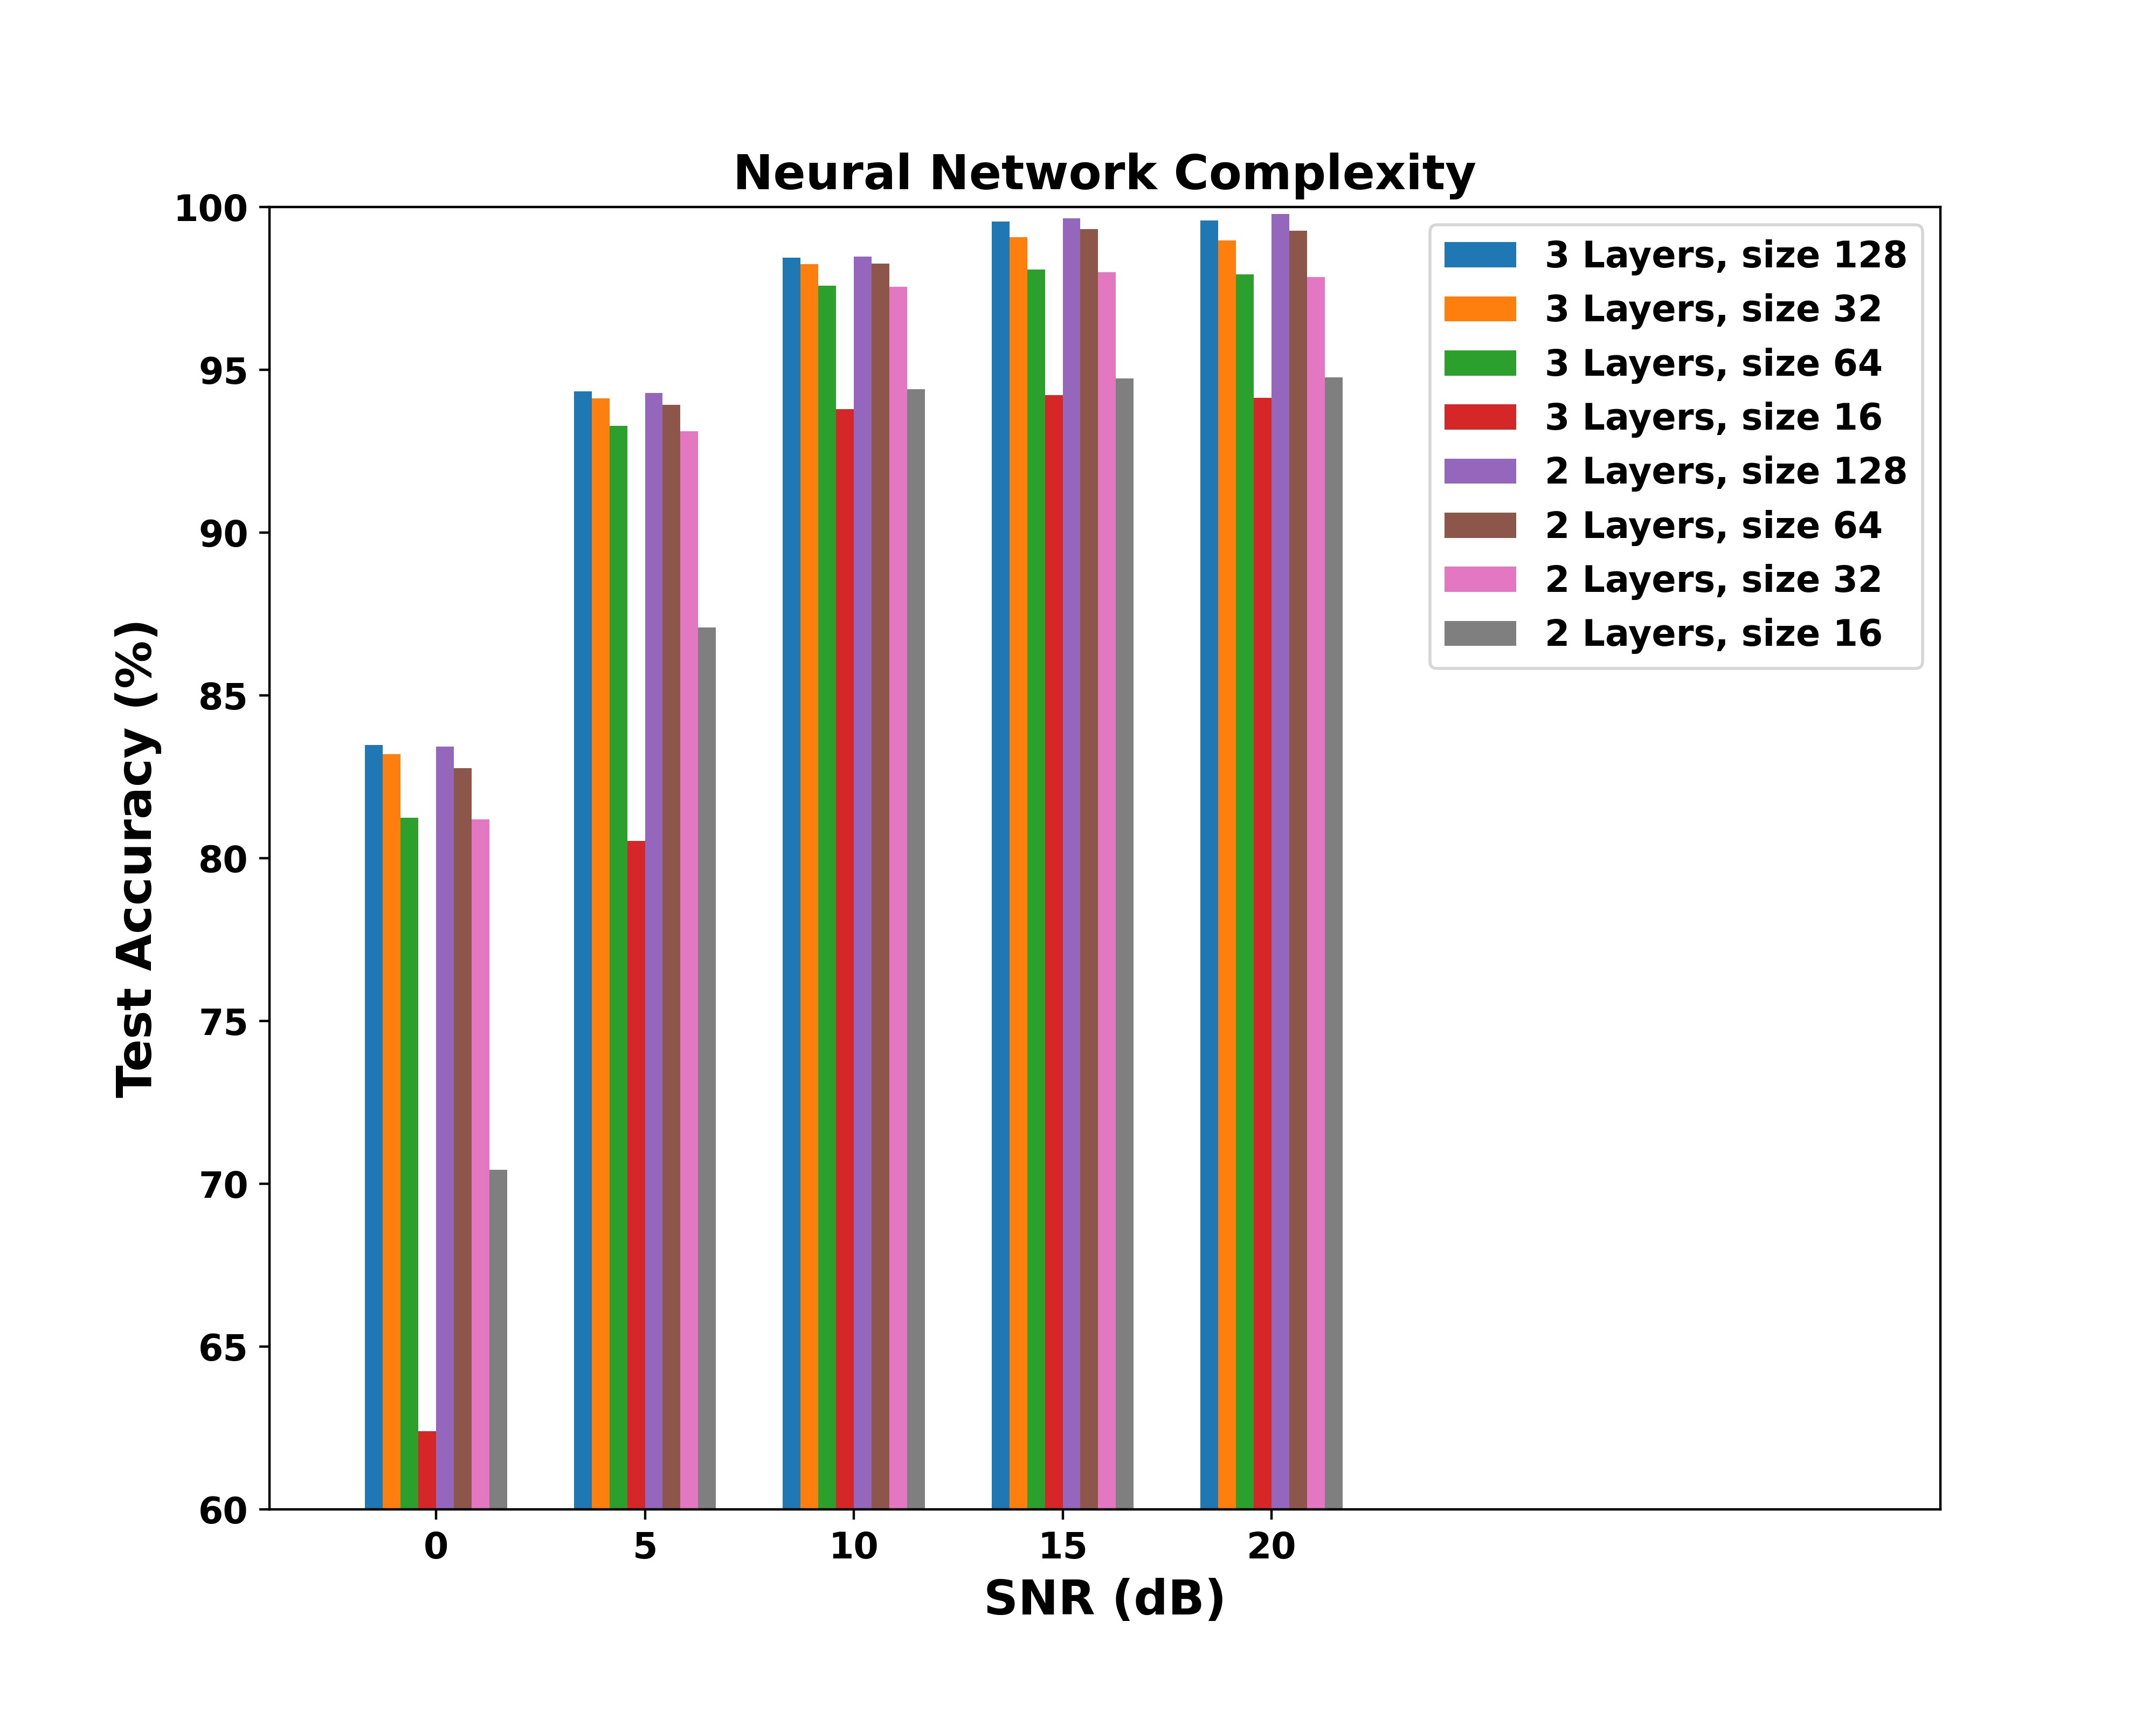 Neural Network Complexity
100
95
90
85
80
75
70
65
60
Test Accuracy (%)
3 Layers, size 128
3 Layers, size 32
3 Layers, size 64
3 Layers, size 16
2 Layers, size 128
2 Layers, size 64
2 Layers, size 32
2 Layers, size 16
0 5 10 15 20
SNR (dB)